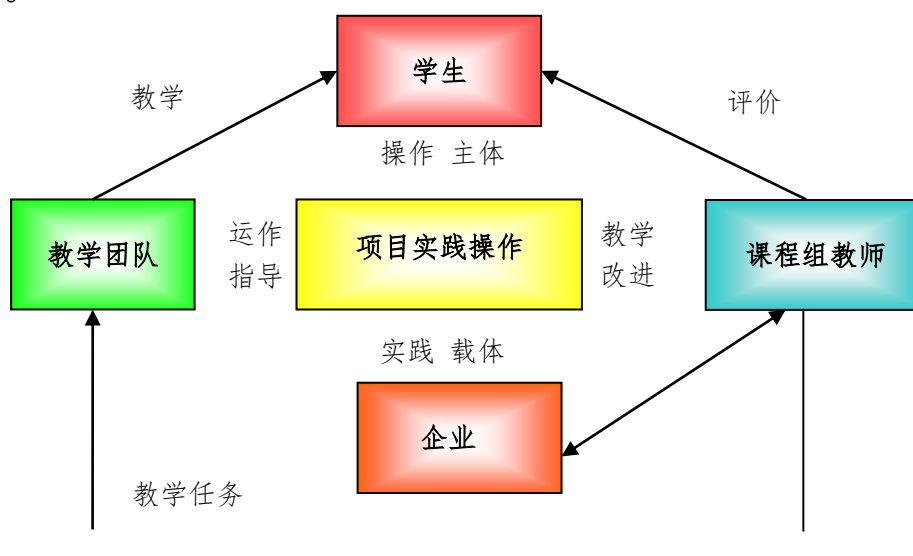 学生
教学
评价
操作 主体
教学团队
运作
指导
项目实践操作
教学
改进
课程组教师
实践 载体
企业
教学任务